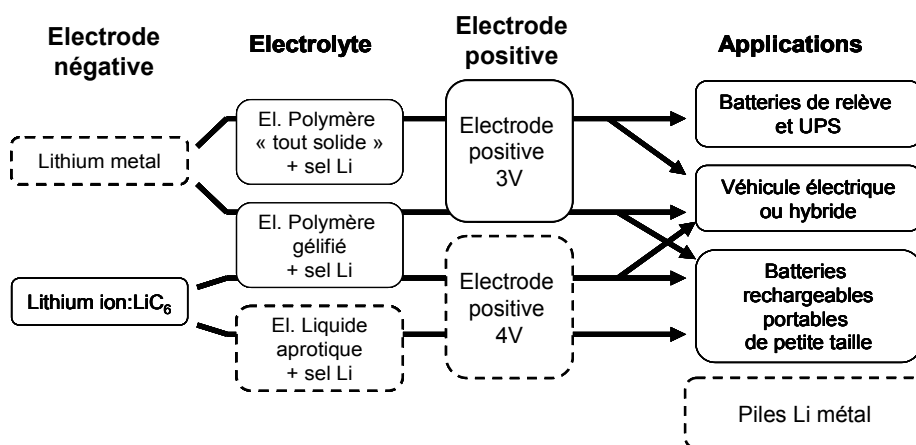 Electrode
négative
Electrolyte
Electrode
positive
Applications
Lithium metal
Lithium ion:LiC₆
El. Polymère
« tout solide »
+ sel Li
El. Polymère
gélifié
+ sel Li
El. Liquide
aprotique
+ sel Li
Electrode
positive
3V
Electrode
positive
4V
Batteries de relève
et UPS
Véhicule électrique
ou hybride
Batteries
rechargeables
portables
de petite taille
Piles Li métal